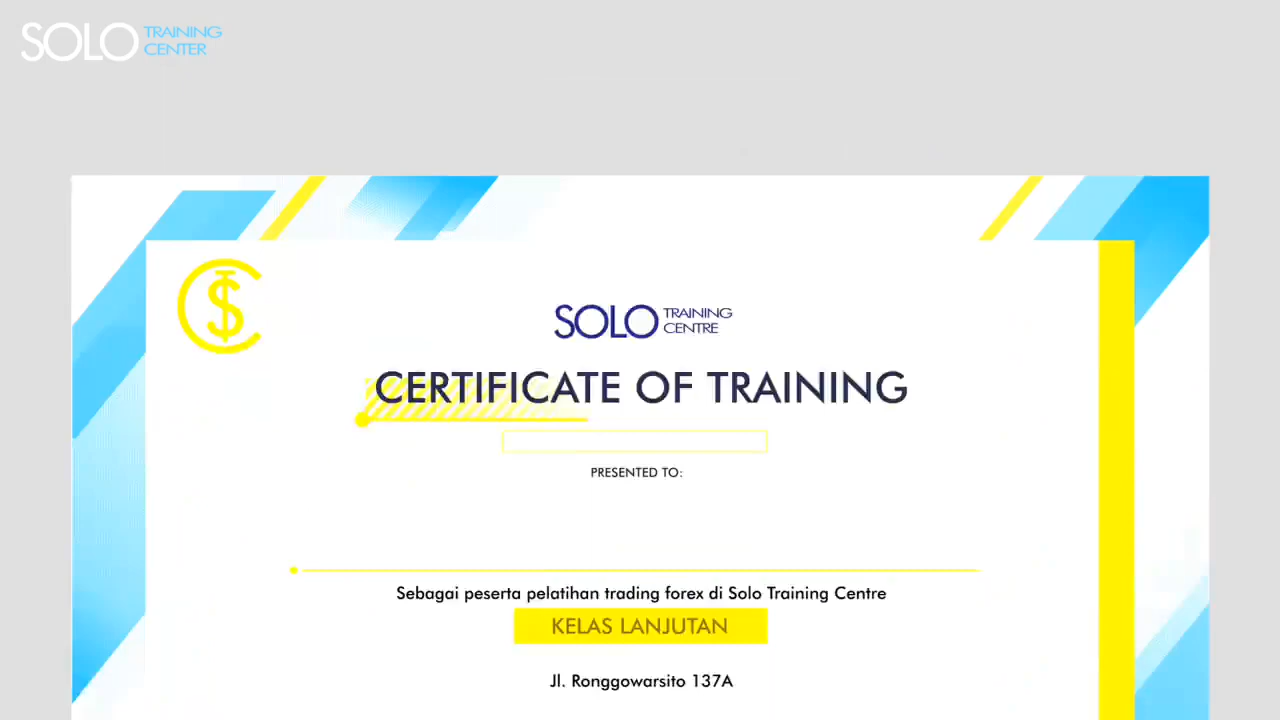 SOLO TRAINING
CENTER
SOLO TRAINING
CENTRE
CERTIFICATE OF TRAINING
PRESENTED TO:
Sebagai peserta pelatihan trading forex di Solo Training Centre
KELAS LANJUTAN
Jl. Ronggowarsito 137A